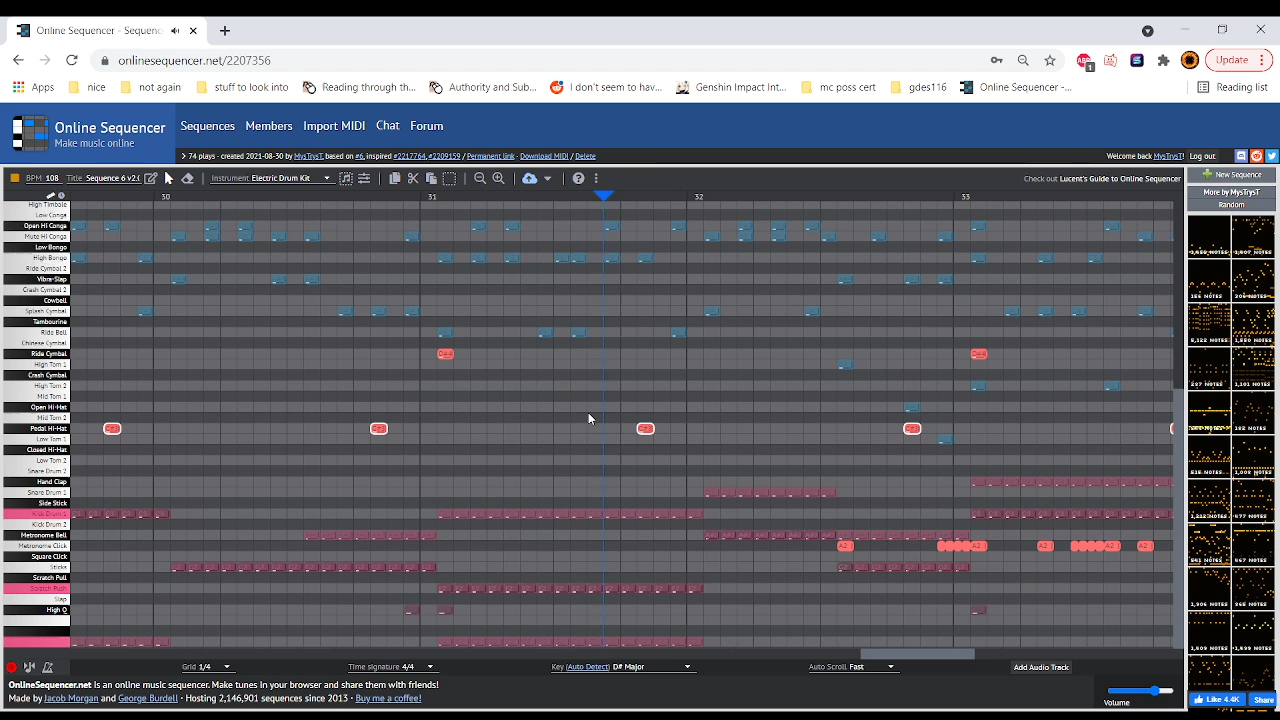 Online Sequencer - Sequenc
onlinesequencer.net/2207356
Update
Apps
nice
not again
stuff to lo
Reading through th...
Authority and sub...
I don't seem to hav...
Genshin Impact Int...
mc poss cert
gdes116
Online Sequencer -...
Reading list
Online Sequencer
Make music online
Sequences Members Import MIDI Chat Forum
74 plays - created 2021-08-30 by MysTrysT, based on #6, inspired #2217764, #2209159 / Permanent link - Download MIDI / Delete
Welcome back MysTrysT! Log out
BPM 108 Title Sequence 6 v2.(
Instrument Electric Drum Kit
Check out Lucent's Guide to Online Sequencer
New Sequence
More by MysTrysT
Random
30 31 32 33
High Timbale
Low Conga
Open Hi Conga
Mute Hi Conga
Low Bongo
High Bongo
Ride Cymbal 2
Vibra-Slap
Crash Cymbal 2
Cowbell
Splash Cymbal
Tambourine
Ride Bell
Chinese Cymbal
Ride Cymbal
High Tom 1
Crash Cymbal
High Tom 2
Mid Tom 1
Open Hi-Hat
Mid Tom 2
Pedal Hi-Hat
Low Tom 1
Closed Hi-Hat
Low Tom 2
Snare Drum 2
Hand Clap
Snare Drum 1
Side Stick
Kick Drum 1
Kick Drum 2
Metronome Bell
Metronome Click
A2 A2 A2 A2 A2
Square Click
Sticks
Scratch Pull
Scratch Push
Slap
High Q
Grid 1/4
Time signature 4/4
Key (Auto Detect) D# Major
Auto Scroll Fast
Add Audio Track
OnlineSequencer.net is an online music sequencer. Make tunes in your browser and share them with friends!
Made by Jacob Morgan and George Burdell - Hosting 2,146,901 sequences since 2013 - Buy me a coffee!
Volume
Like 4.4K
Share